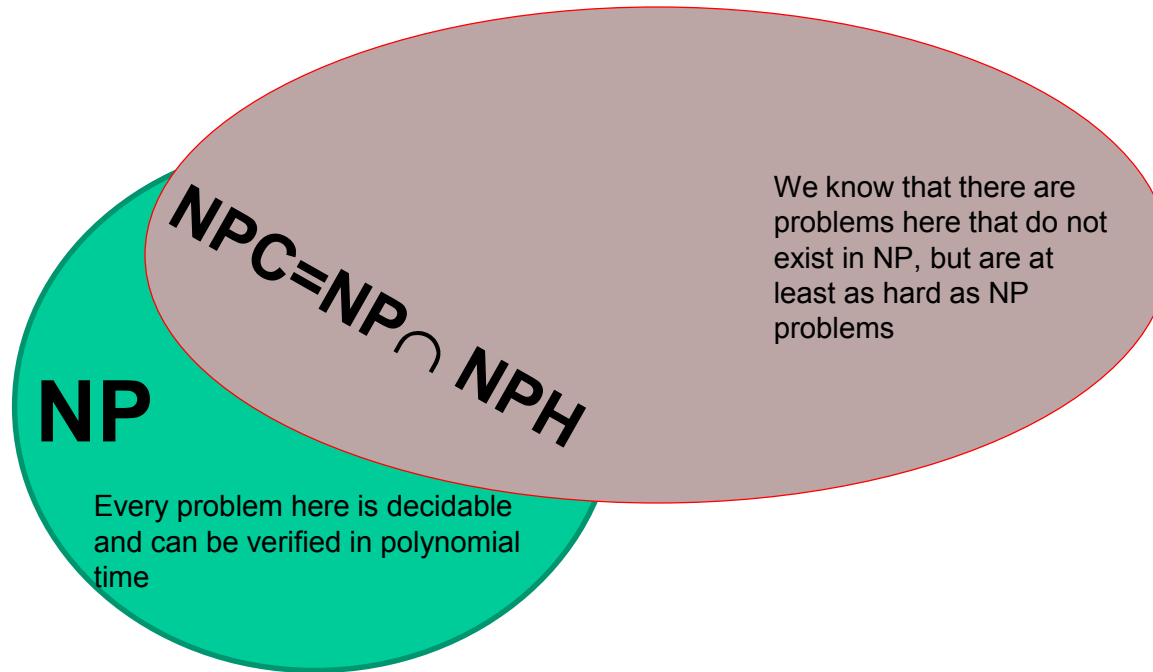 We know that there are
problems here that do not
exist in NP, but are at
least as hard as NP
problems
NPC=NP∩ NPH
NP
Every problem here is decidable
and can be verified in polynomial
time